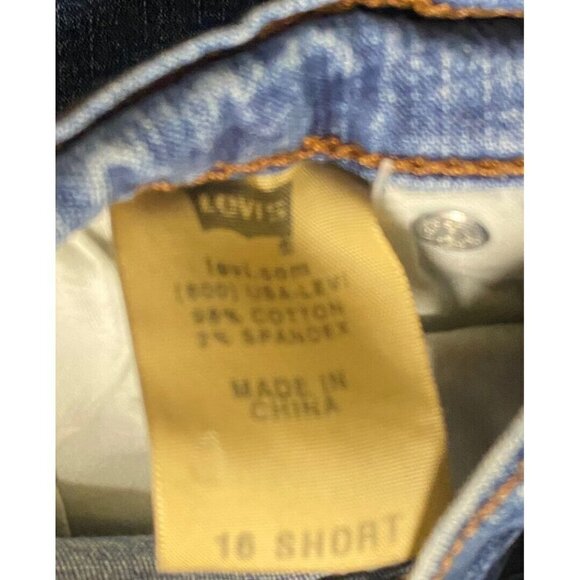 Levi's
levi.com
(800) USA-LEVI
98% COTTON
2% SPANDEX
MADE IN
CHINA
16 SHORT